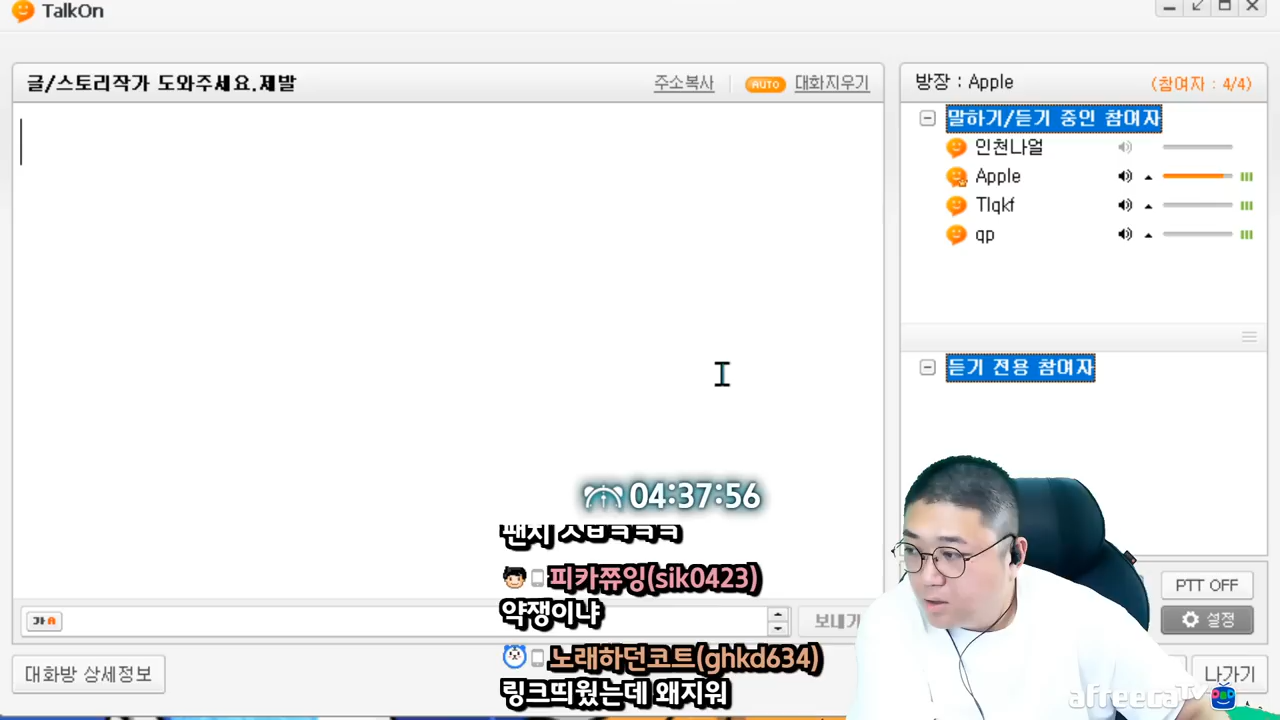 TalkOn
글/스토리작가 도와주세요.제발
주소복사
AUTO 대화지우기
방장 : Apple
(참여자 : 4/4)
말하기/듣기 중인 참여자
인천나얼
Apple
Tlqkf
qp
듣기 전용 참여자
04:37:56
피카쮸잉(sik0423)
약쟁이냐
노래하던코트(ghkd634)
링크띄웠는데 왜지워
가
보내기
PTT OFF
설정
대화방 상세정보
나가기
afreecaTV